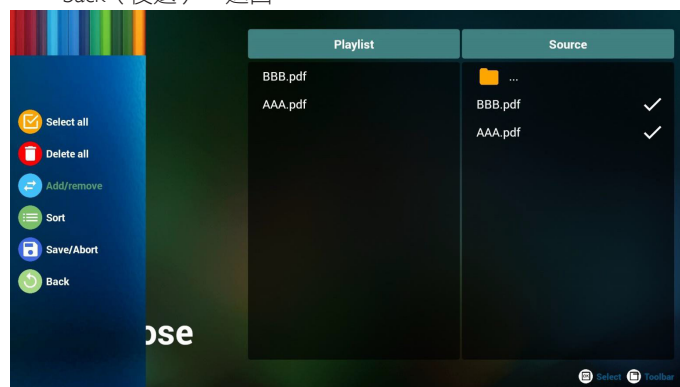 Playlist
Source
BBB.pdf
AAA.pdf
...
BBB.pdf
AAA.pdf
Select all
Delete all
Add/remove
Sort
Save/Abort
Back
ose
Select
Toolbar